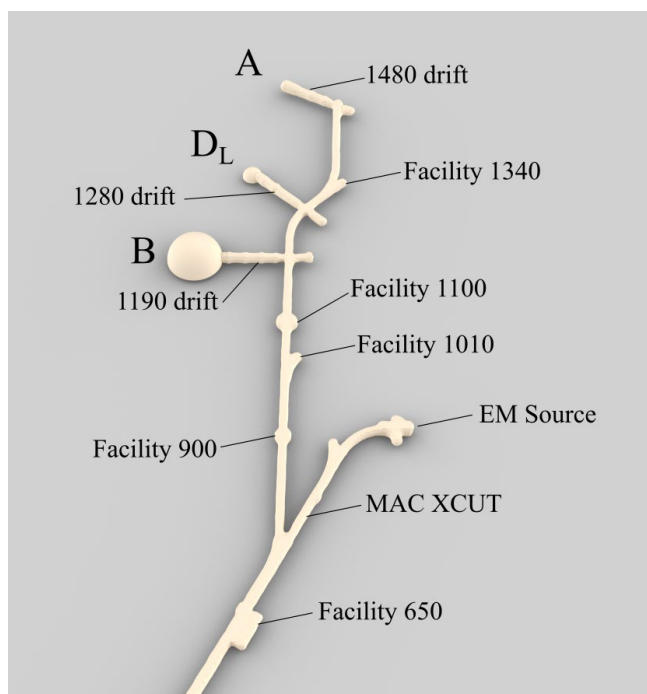 A
1480 drift
D_L
Facility 1340
1280 drift
B
1190 drift
Facility 1100
Facility 1010
EM Source
Facility 900
MAC XCUT
Facility 650